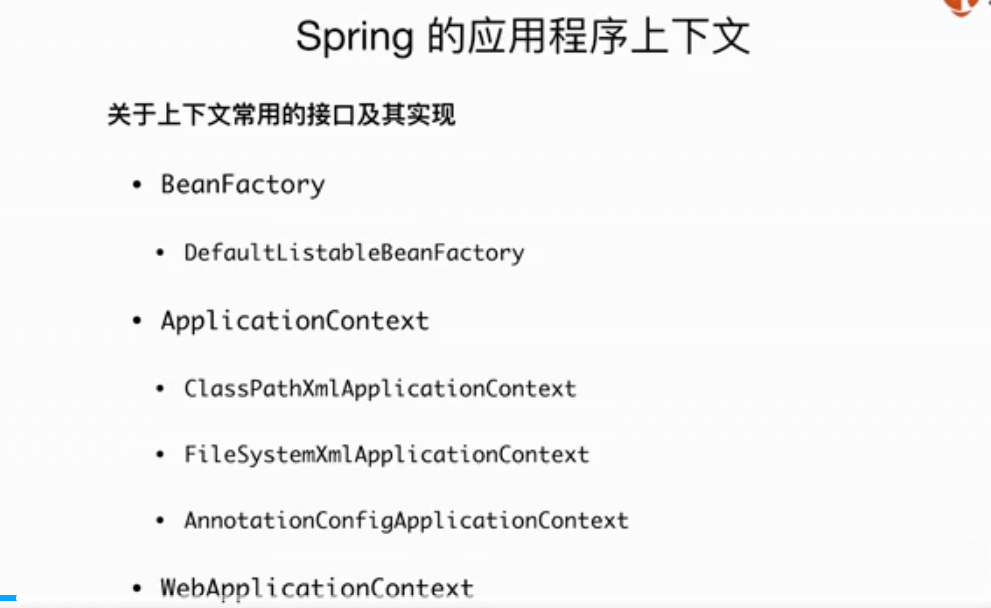 Spring 的应用程序上下文
关于上下文常用的接口及其实现
• BeanFactory
• DefaultListableBeanFactory
• ApplicationContext
• ClassPathXmlApplicationContext
• FileSystemXmlApplicationContext
• AnnotationConfigApplicationContext
• WebApplicationContext